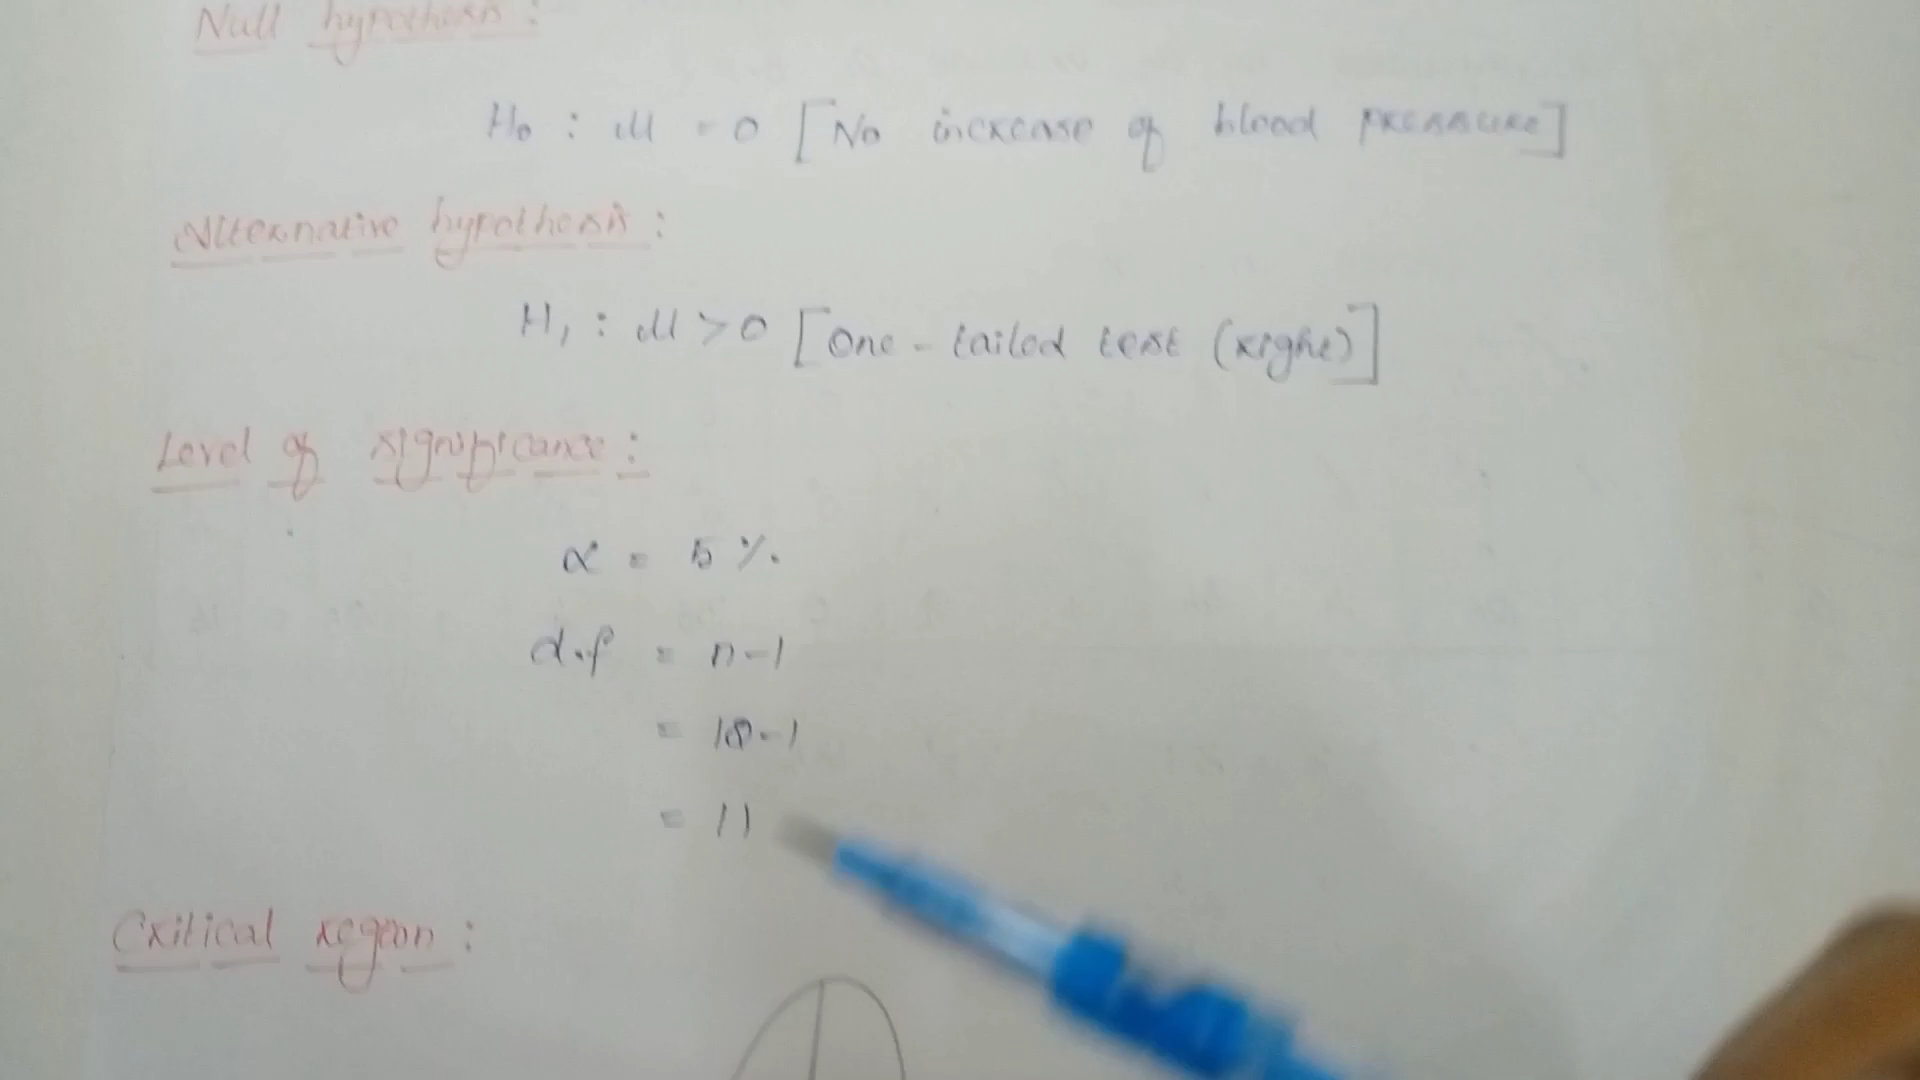 Null hypothesis :
H₀ : μ = 0 [No increase of blood pressure]
Alternative hypothesis :
H₁ : μ > 0 [One - tailed test (right)]
Level of significance :
α = 5 %.
d.f = n-1
= 18-1
= 11
Critical region :